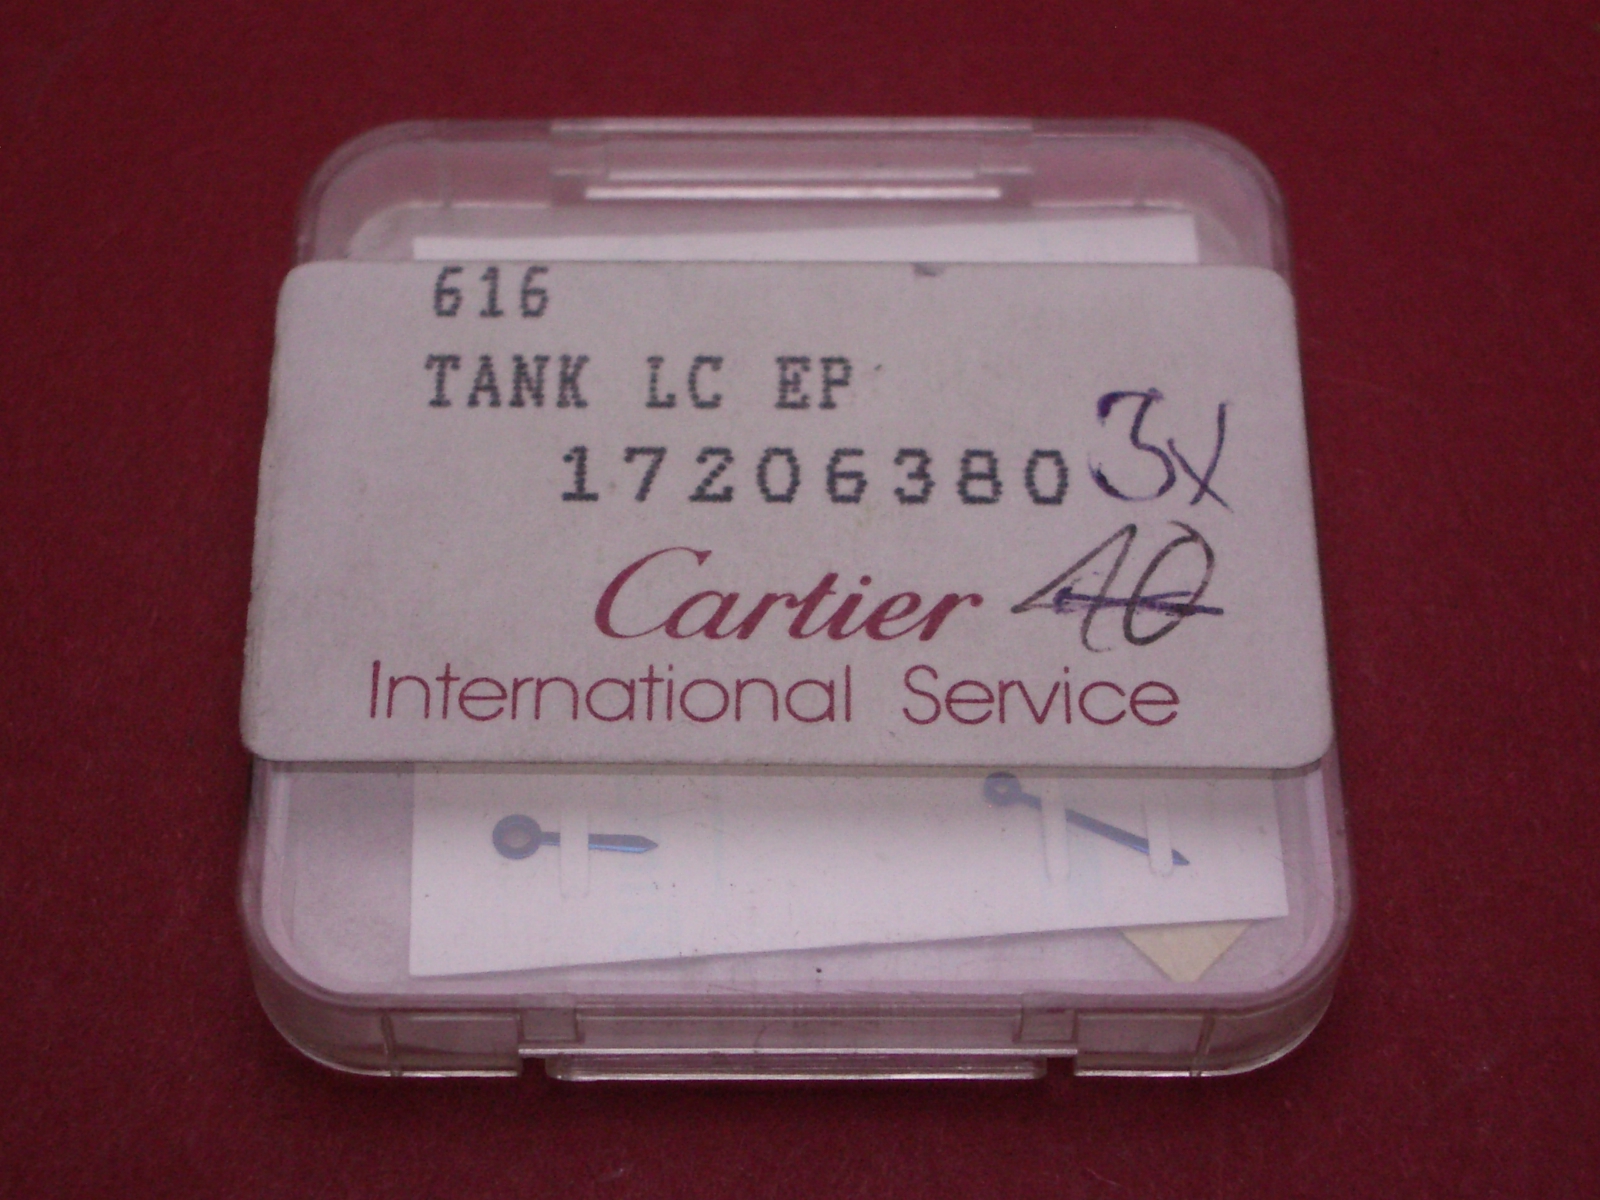 616
TANK LC EP
17206380 3x
Cartier 40
International Service